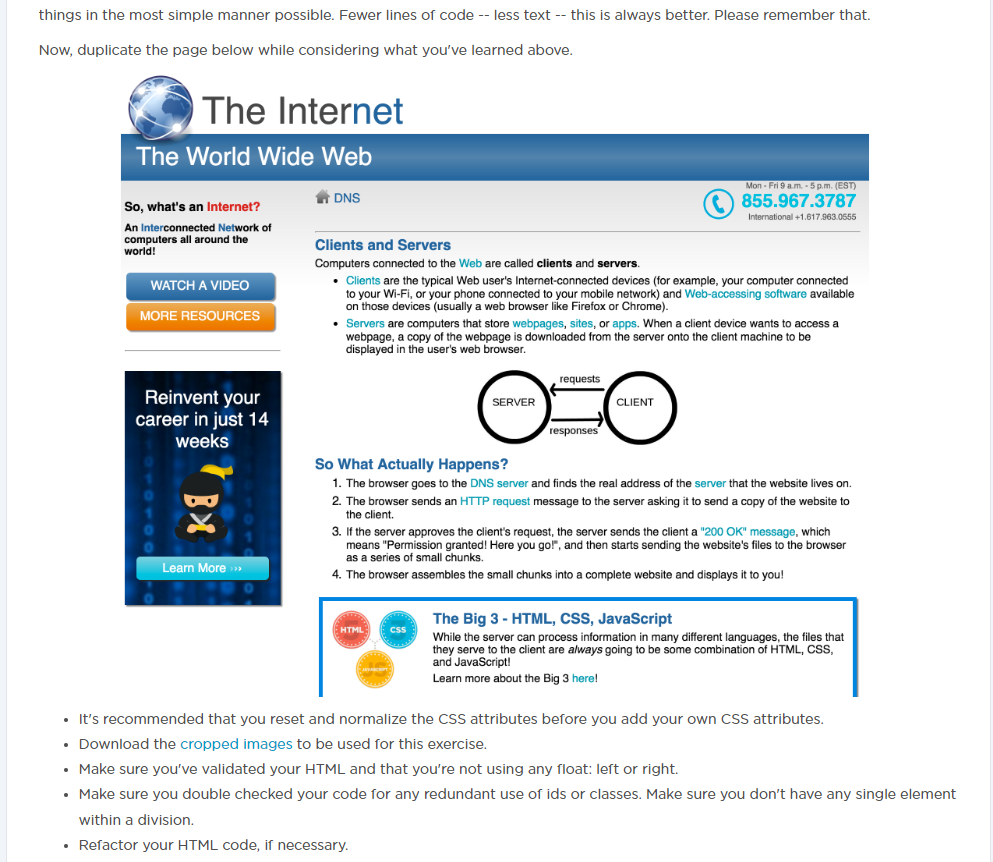 things in the most simple manner possible. Fewer lines of code -- less text -- this is always better. Please remember that.
Now, duplicate the page below while considering what you've learned above.
The Internet
The World Wide Web
So, what's an Internet?
An Interconnected Network of
computers all around the
world!
WATCH A VIDEO
MORE RESOURCES
Reinvent your
career in just 14
weeks
Learn More >>>
DNS
Mon - Fri 9 a.m. - 5 p.m. (EST)
855.967.3787
International +1.617.963.0555
Clients and Servers
Computers connected to the Web are called clients and servers.
• Clients are the typical Web user's Internet-connected devices (for example, your computer connected
to your Wi-Fi, or your phone connected to your mobile network) and Web-accessing software available
on those devices (usually a web browser like Firefox or Chrome).
• Servers are computers that store webpages, sites, or apps. When a client device wants to access a
webpage, a copy of the webpage is downloaded from the server onto the client machine to be
displayed in the user's web browser.
requests
SERVER
CLIENT
responses
So What Actually Happens?
1. The browser goes to the DNS server and finds the real address of the server that the website lives on.
2. The browser sends an HTTP request message to the server asking it to send a copy of the website to
the client.
3. If the server approves the client's request, the server sends the client a "200 OK" message, which
means "Permission granted! Here you go!", and then starts sending the website's files to the browser
as a series of small chunks.
4. The browser assembles the small chunks into a complete website and displays it to you!
HTML
CSS
JS
The Big 3 - HTML, CSS, JavaScript
While the server can process information in many different languages, the files that
they serve to the client are always going to be some combination of HTML, CSS,
and JavaScript!
Learn more about the Big 3 here!
• It's recommended that you reset and normalize the CSS attributes before you add your own CSS attributes.
• Download the cropped images to be used for this exercise.
• Make sure you've validated your HTML and that you're not using any float: left or right.
• Make sure you double checked your code for any redundant use of ids or classes. Make sure you don't have any single element
within a division.
• Refactor your HTML code, if necessary.